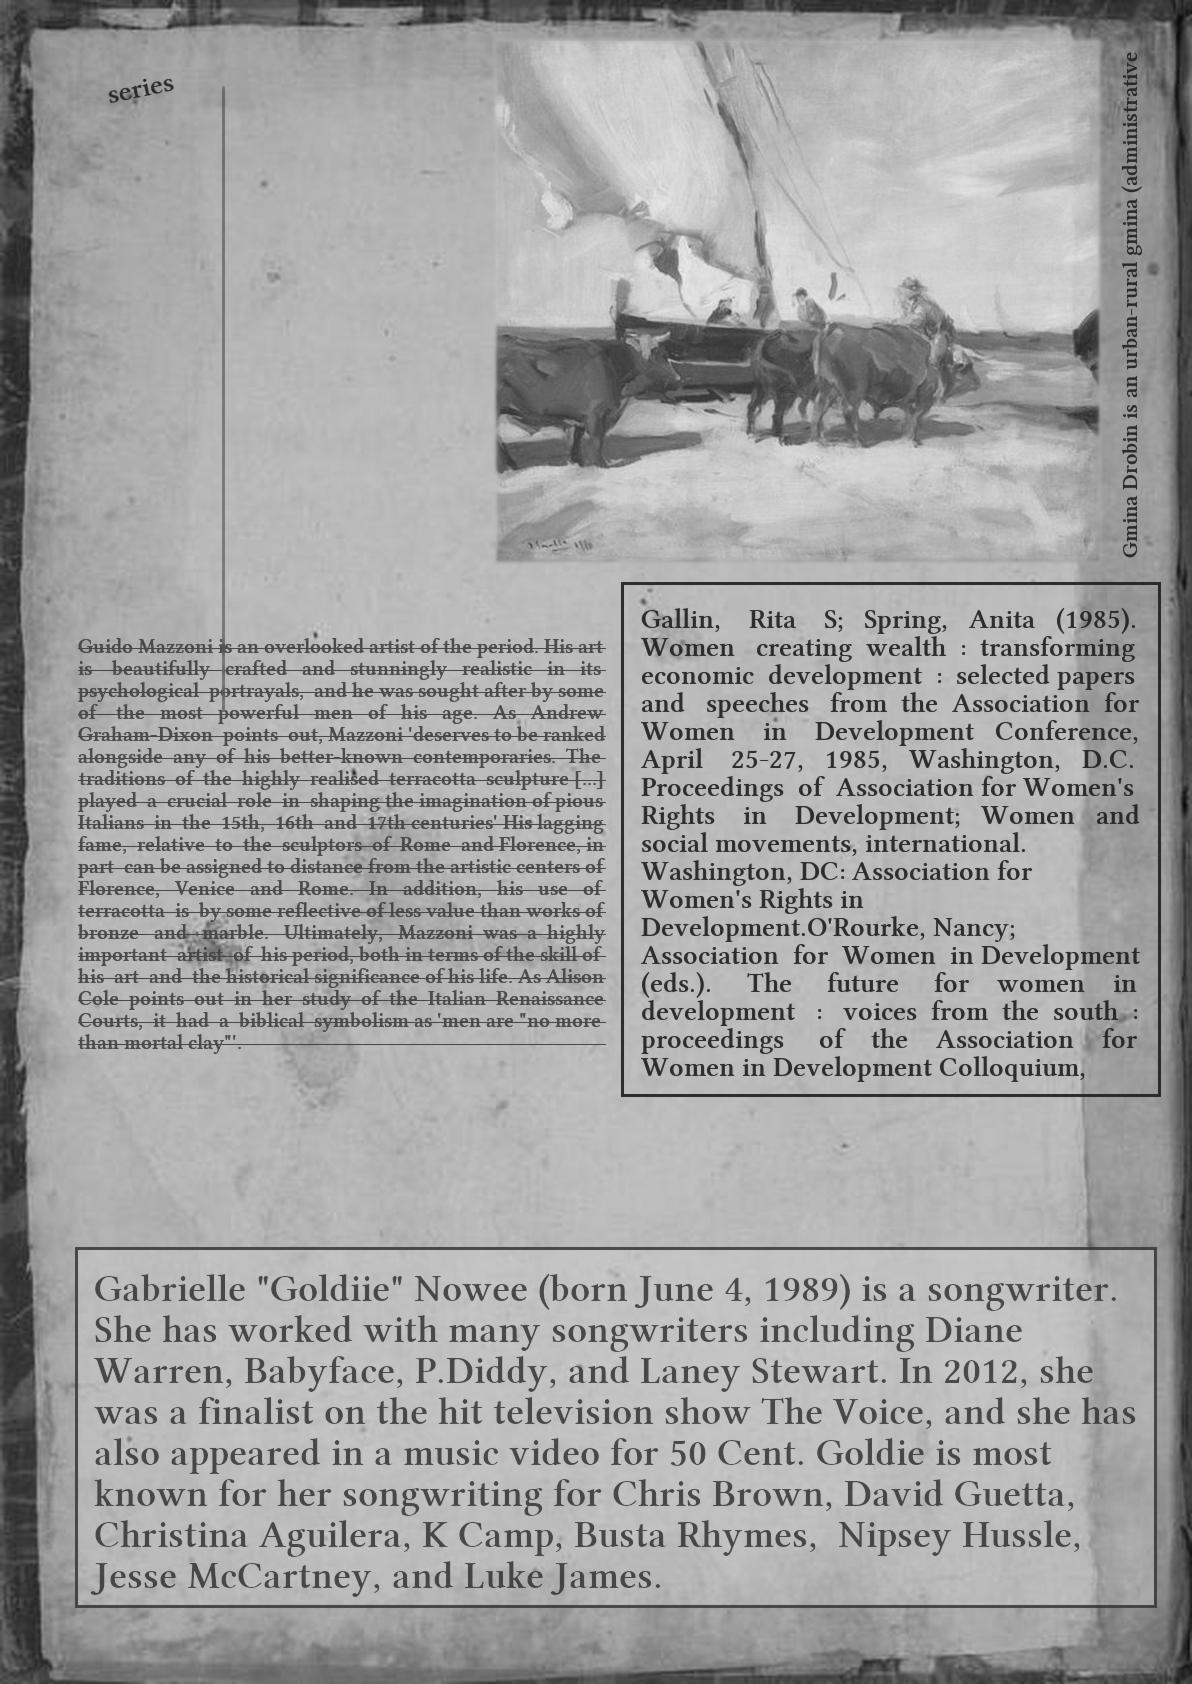 series
Gmina Drobin is an urban-rural gmina (administrative
Guido Mazzoni is an overlooked artist of the period. His art
is beautifully crafted and stunningly realistic in its
psychological portrayals, and he was sought after by some
of the most powerful men of his age. As Andrew
Graham-Dixon points out, Mazzoni 'deserves to be ranked
alongside any of his better-known contemporaries. The
traditions of the highly realised terracotta sculpture [...]
played a crucial role in shaping the imagination of pious
Italians in the 15th, 16th and 17th centuries' His lagging
fame, relative to the sculptors of Rome and Florence, in
part can be assigned to distance from the artistic centers of
Florence, Venice and Rome. In addition, his use of
terracotta is by some reflective of less value than works of
bronze and marble. Ultimately, Mazzoni was a highly
important artist of his period, both in terms of the skill of
his art and the historical significance of his life. As Alison
Cole points out in her study of the Italian Renaissance
Courts, it had a biblical symbolism as 'men are "no more
than mortal clay"'.
Gallin, Rita S; Spring, Anita (1985).
Women creating wealth : transforming
economic development : selected papers
and speeches from the Association for
Women in Development Conference,
April 25-27, 1985, Washington, D.C.
Proceedings of Association for Women's
Rights in Development; Women and
social movements, international.
Washington, DC: Association for
Women's Rights in
Development.O'Rourke, Nancy;
Association for Women in Development
(eds.). The future for women in
development : voices from the south :
proceedings of the Association for
Women in Development Colloquium,
Gabrielle "Goldiie" Nowee (born June 4, 1989) is a songwriter.
She has worked with many songwriters including Diane
Warren, Babyface, P.Diddy, and Laney Stewart. In 2012, she
was a finalist on the hit television show The Voice, and she has
also appeared in a music video for 50 Cent. Goldie is most
known for her songwriting for Chris Brown, David Guetta,
Christina Aguilera, K Camp, Busta Rhymes, Nipsey Hussle,
Jesse McCartney, and Luke James.